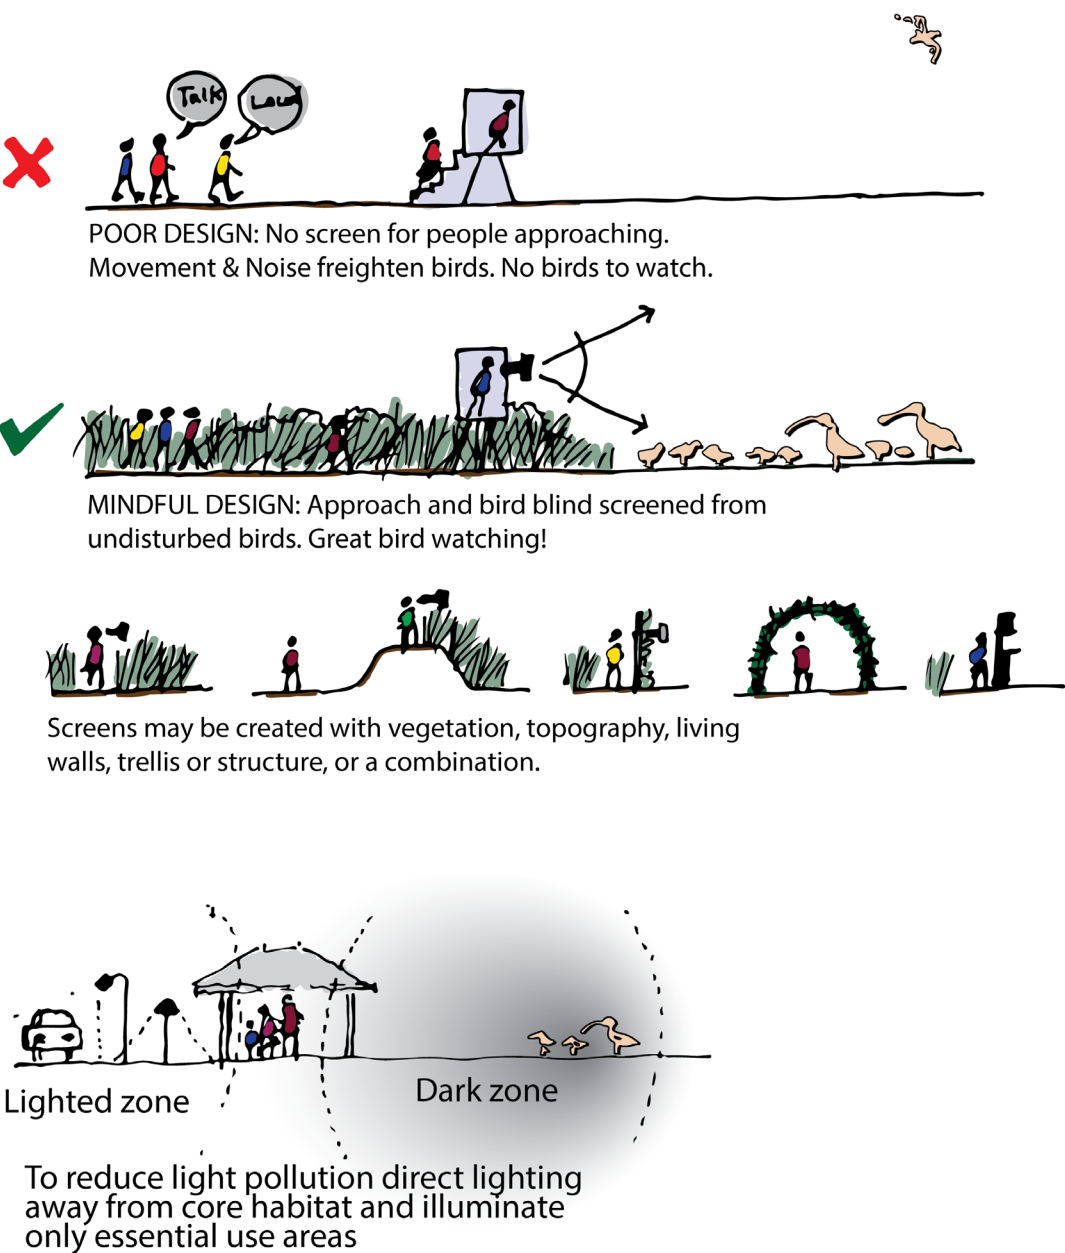 Talk
Loud
POOR DESIGN: No screen for people approaching.
Movement & Noise freighten birds. No birds to watch.
MINDFUL DESIGN: Approach and bird blind screened from
undisturbed birds. Great bird watching!
Screens may be created with vegetation, topography, living
walls, trellis or structure, or a combination.
Lighted zone
Dark zone
To reduce light pollution direct lighting
away from core habitat and illuminate
only essential use areas